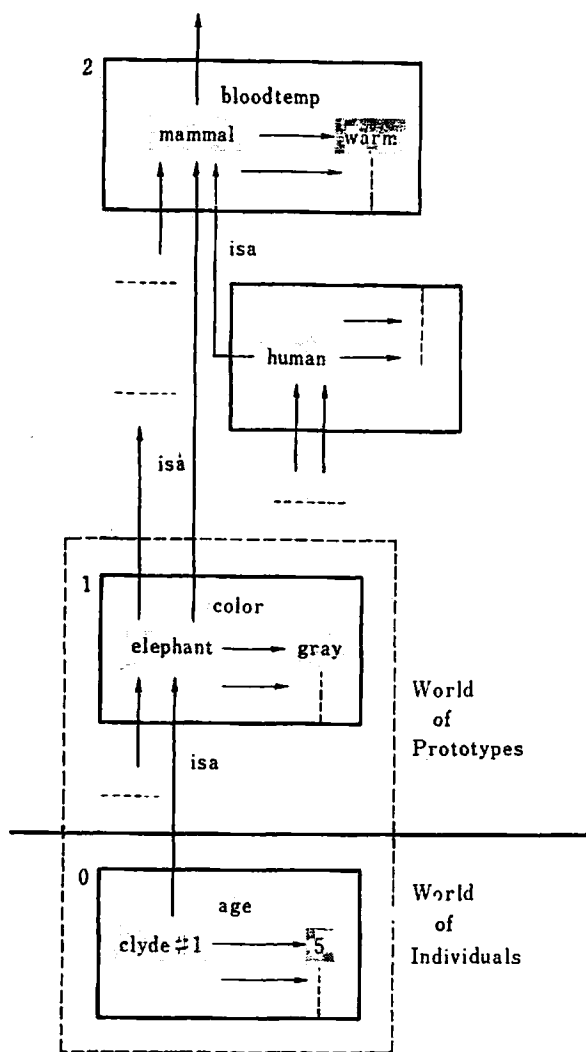 2
bloodtemp
mammal
warm
isa
human
isa
1
color
elephant
gray
World
of
Prototypes
isa
0
age
clyde #1
5
World
of
Individuals